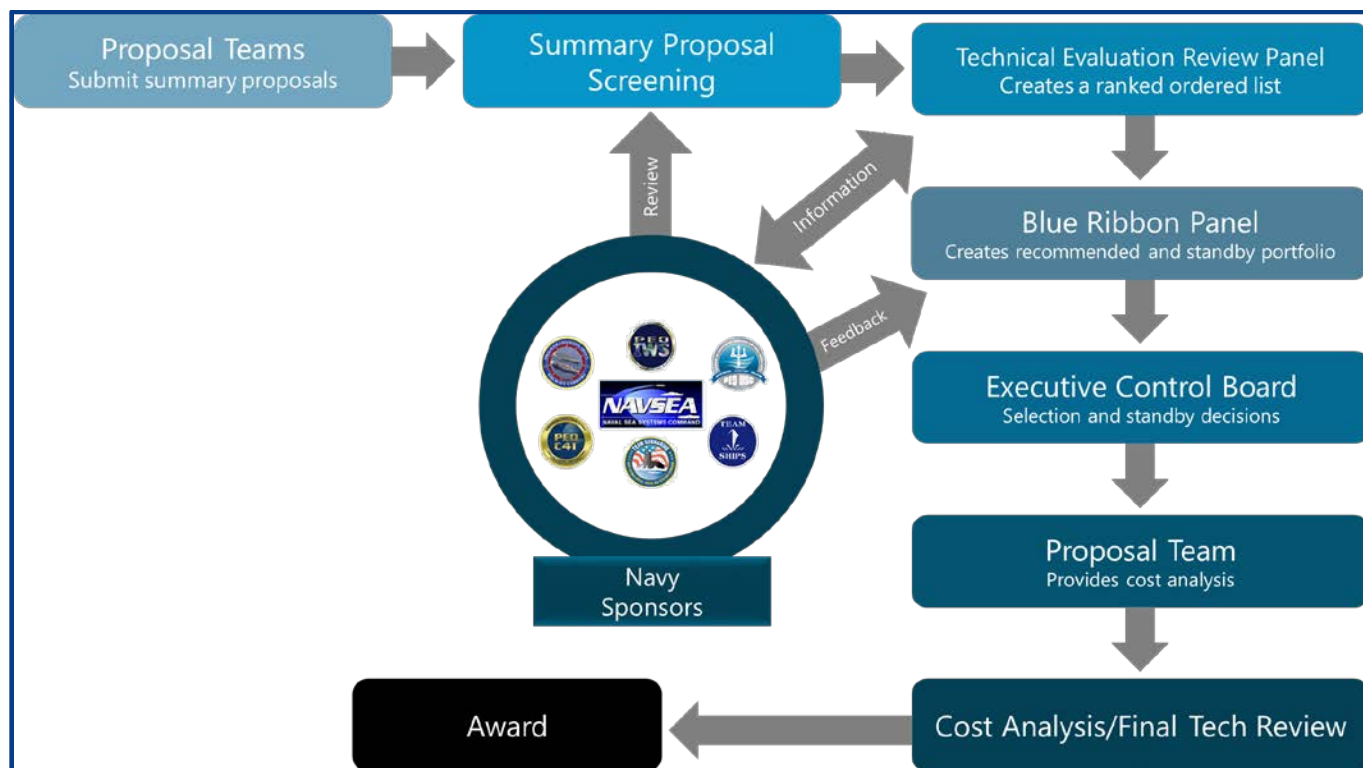 Proposal Teams
Submit summary proposals
Summary Proposal
Screening
Technical Evaluation Review Panel
Creates a ranked ordered list
Review
Information
Blue Ribbon Panel
Creates recommended and standby portfolio
Feedback
PEO
IWS
NAVSEA
NAVAL SEA SYSTEMS COMMAND
PEO
C4I
TEAM
SHIPS
Executive Control Board
Selection and standby decisions
Navy
Sponsors
Proposal Team
Provides cost analysis
Award
Cost Analysis/Final Tech Review